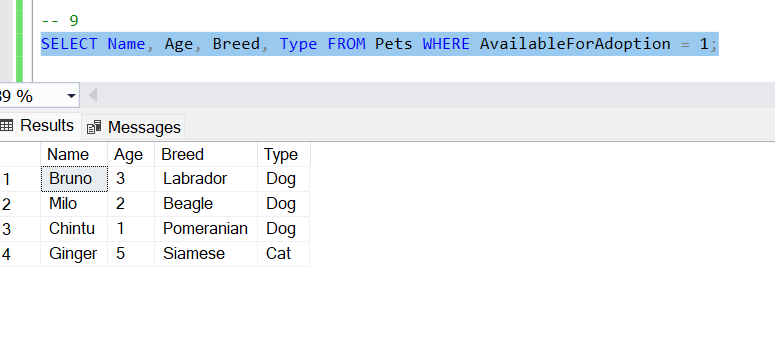 -- 9
SELECT Name, Age, Breed, Type FROM Pets WHERE AvailableForAdoption = 1;
39 %
Results Messages
Name Age Breed Type
1 Bruno 3 Labrador Dog
2 Milo 2 Beagle Dog
3 Chintu 1 Pomeranian Dog
4 Ginger 5 Siamese Cat